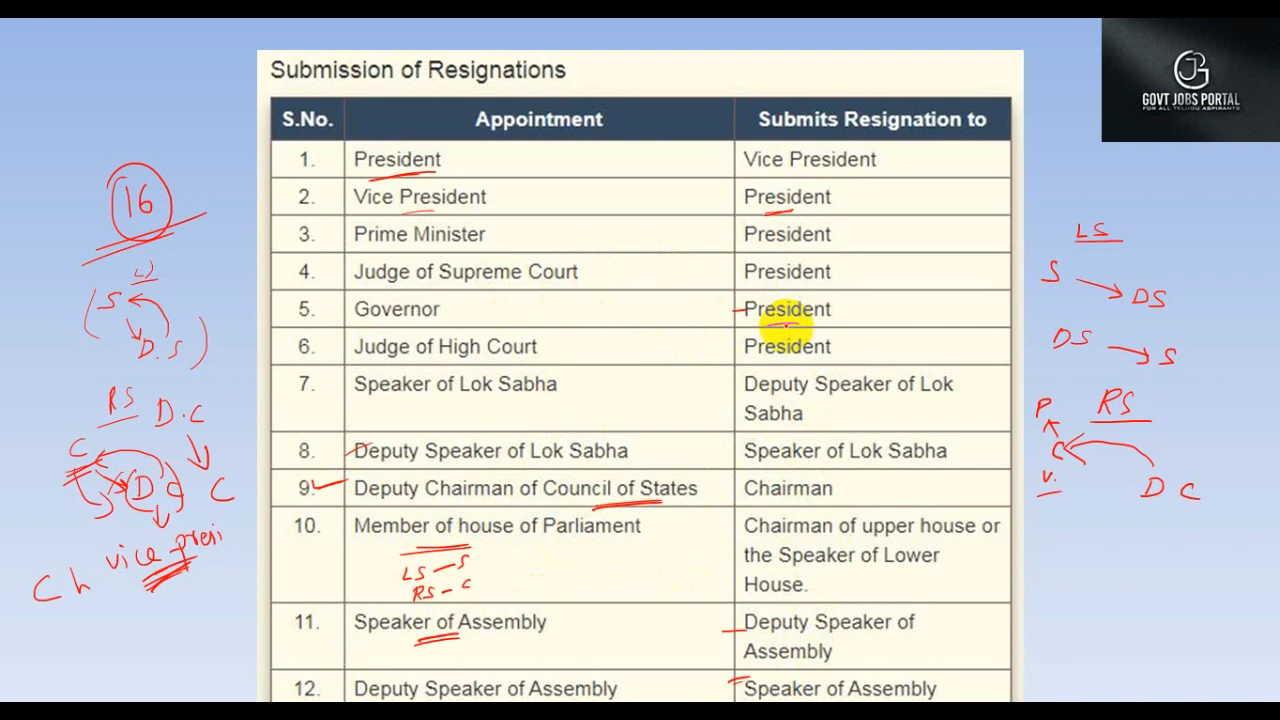 GOVT JOBS PORTAL
FOR ALL TELUGU ASPIRANTS
Submission of Resignations
S.No. Appointment Submits Resignation to
1. President Vice President
2. Vice President President
3. Prime Minister President
4. Judge of Supreme Court President
5. Governor President
6. Judge of High Court President
7. Speaker of Lok Sabha Deputy Speaker of Lok
Sabha
8. Deputy Speaker of Lok Sabha Speaker of Lok Sabha
9. Deputy Chairman of Council of States Chairman
10. Member of house of Parliament Chairman of upper house or
the Speaker of Lower
House.
11. Speaker of Assembly Deputy Speaker of
Assembly
12. Deputy Speaker of Assembly Speaker of Assembly
16
S
D.S
RS D.C
C
D C
vice presi
Ch
LS - S
RS - C
LS
S DS
DS S
P RS
C
V.
D C